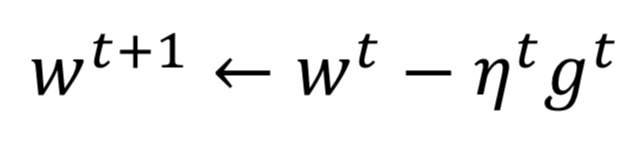 w^{t+1} ← w^t − η^t g^t